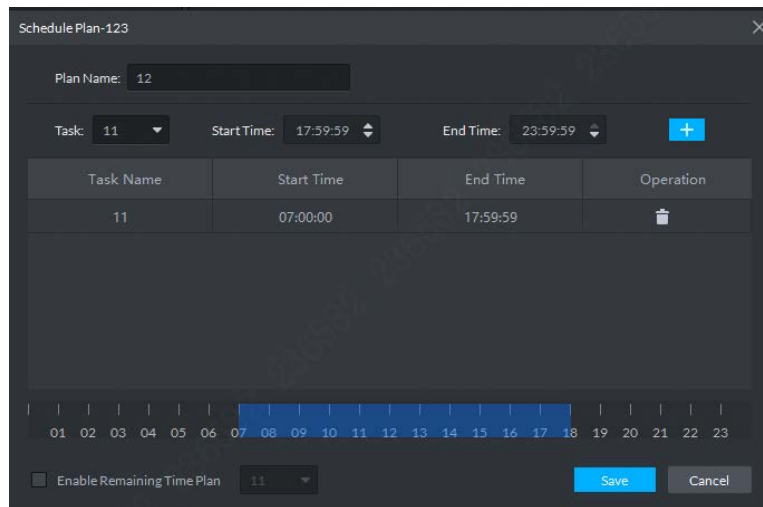 Schedule Plan-123
Plan Name: 12
Task: 11 Start Time: 17:59:59 End Time: 23:59:59 +
Task Name Start Time End Time Operation
11 07:00:00 17:59:59
01 02 03 04 05 06 07 08 09 10 11 12 13 14 15 16 17 18 19 20 21 22 23
Enable Remaining Time Plan 11 Save Cancel